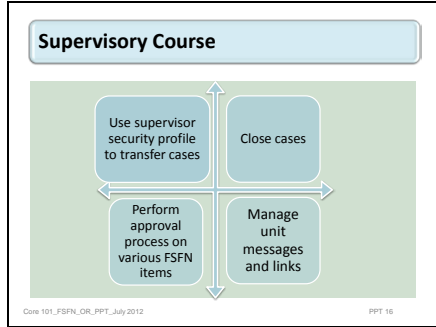 Supervisory Course
Use supervisor
security profile
to transfer cases
Close cases
Perform
approval
process on
various FSFN
items
Manage
unit
messages
and links
Core 101_FSFN_OR_PPT_July 2012
PPT 16